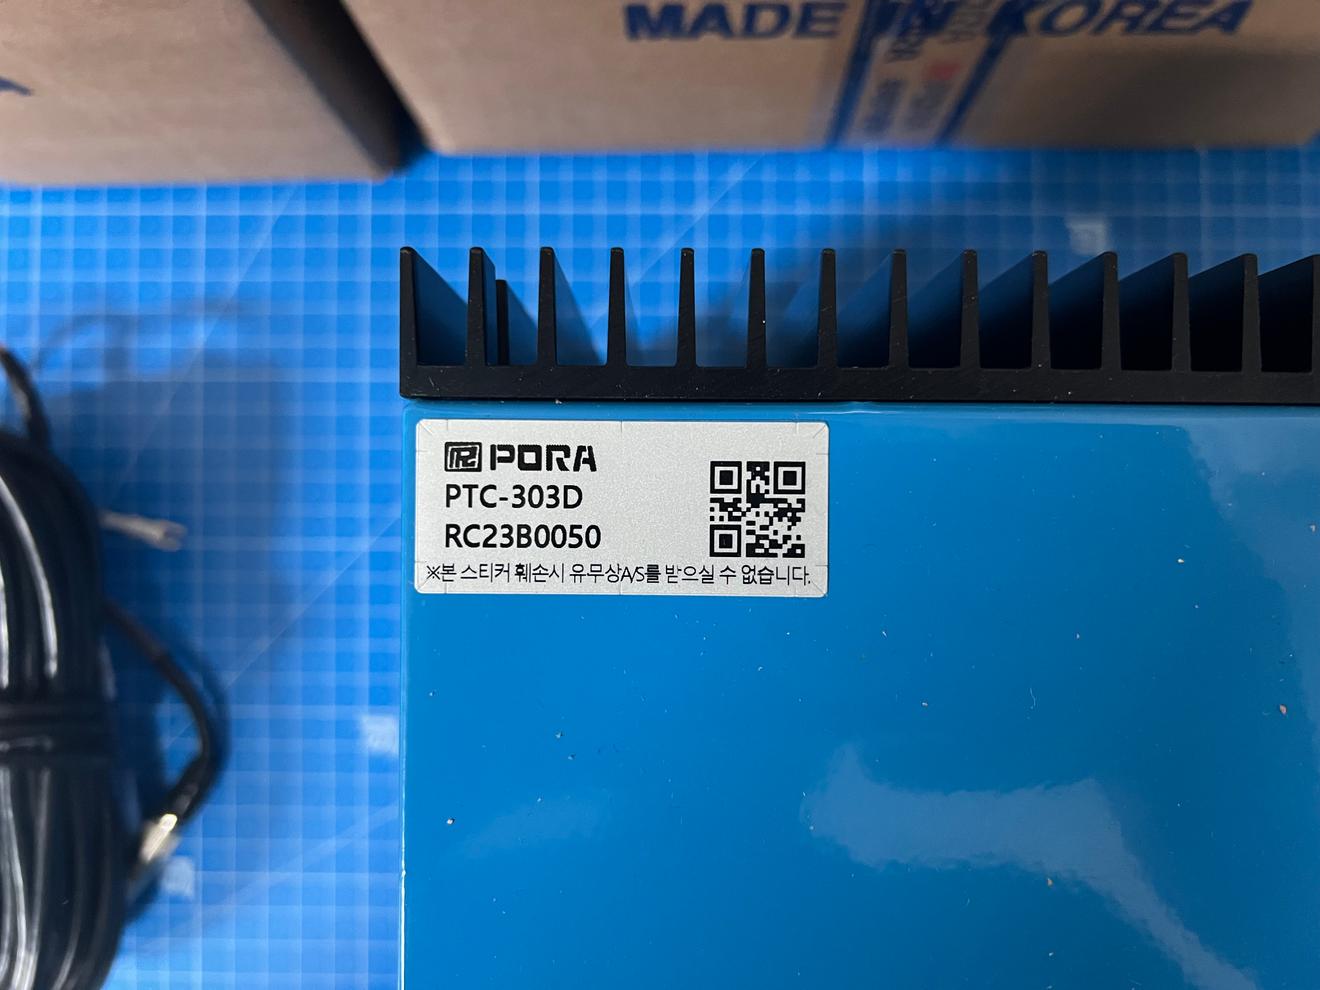 MADE IN KOREA
PORA
PTC-303D
RC23B0050
※본 스티커 훼손시 유무상A/S를 받으실 수 없습니다.